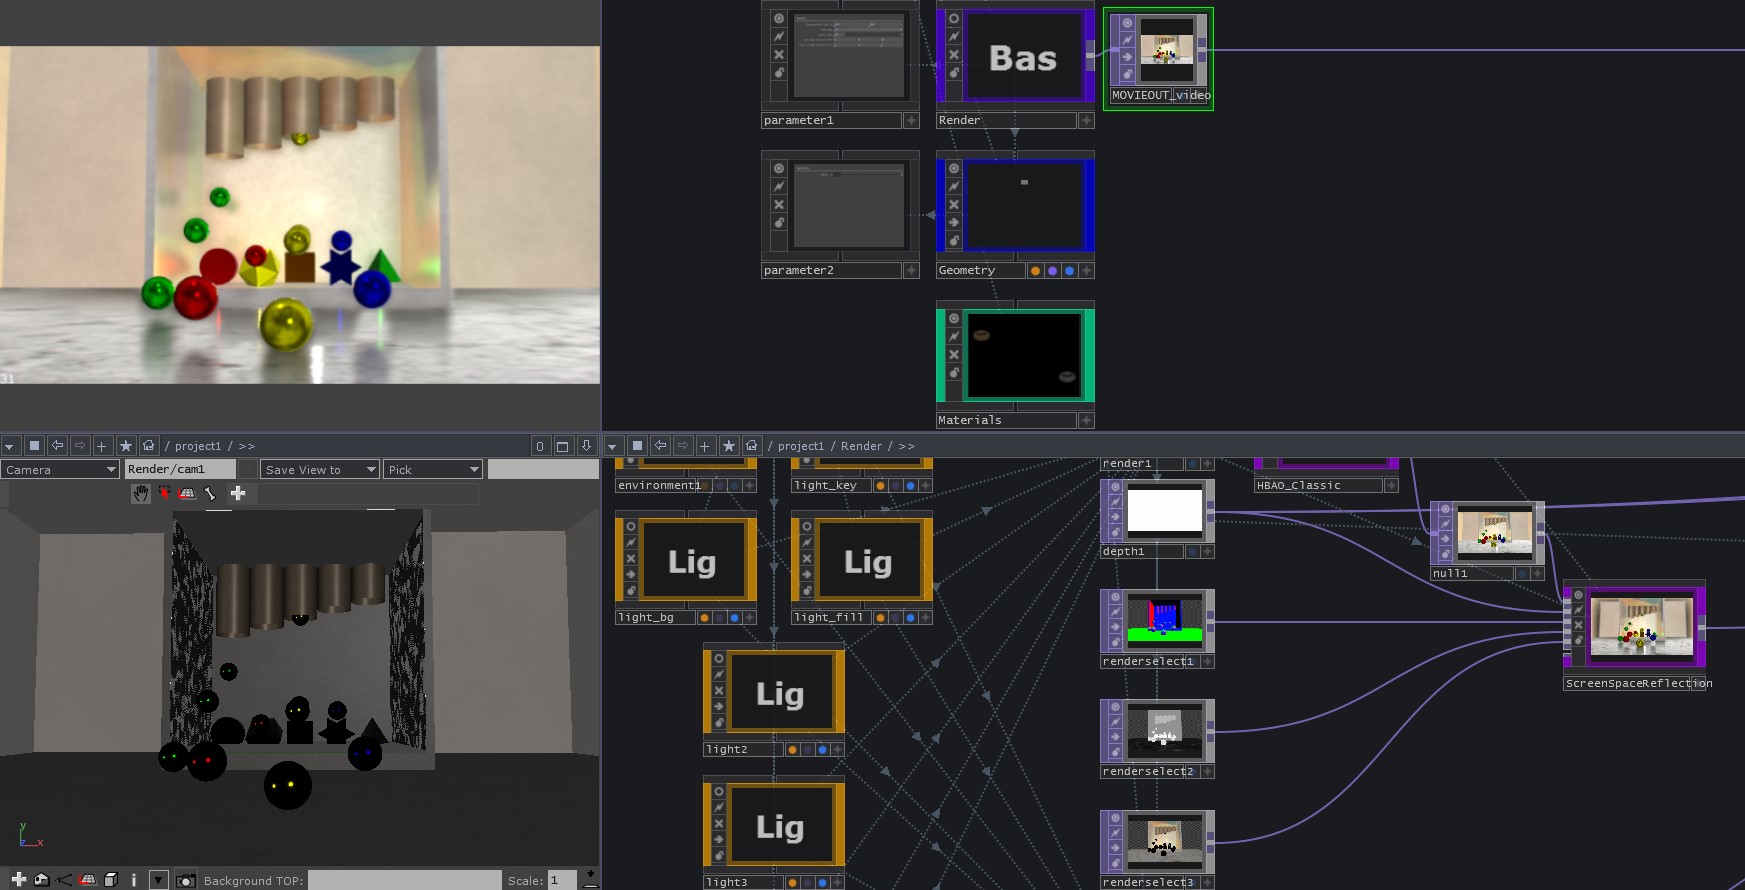 31
Bas
MOVIEOUT_video
parameter1
Render
parameter2
Geometry
Materials
/ project1 / >>
0
Camera
Render/cam1
Save View to
Pick
y
x
Background TOP:
Scale: 1
/ project1 / Render / >>
environment1
light_key
render1
HBAO_Classic
Lig
Lig
depth1
null1
light_bg
light_fill
renderselect1
ScreenSpaceReflection
Lig
light2
renderselect2
Lig
light3
renderselect3